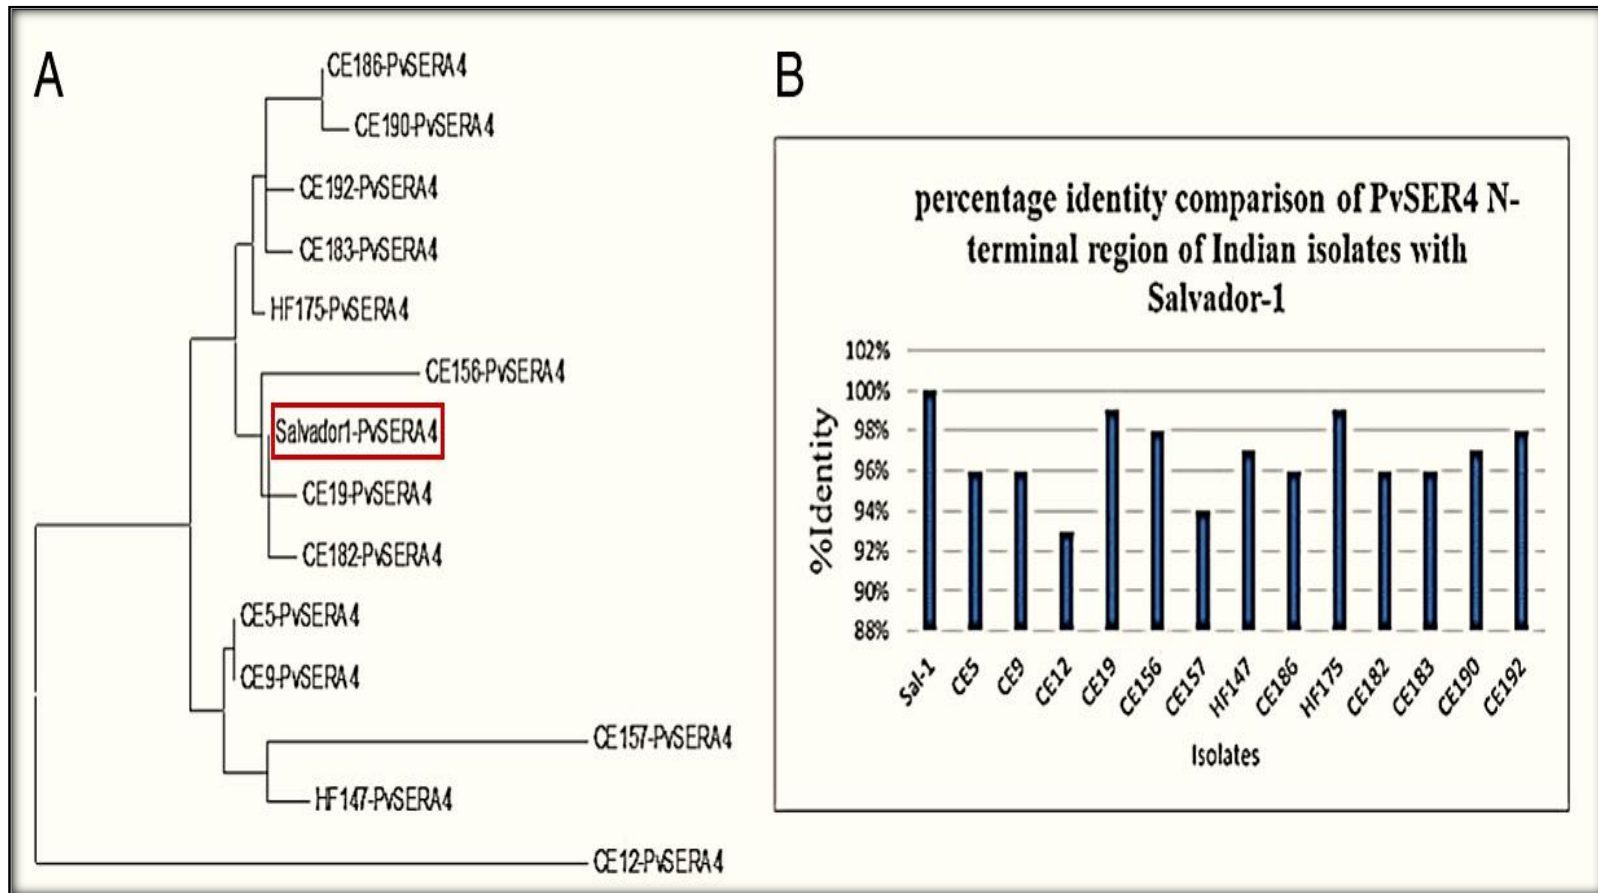 A
CE186-PvSERA4
CE190-PvSERA4
CE192-PvSERA4
CE183-PvSERA4
HF175-PvSERA4
CE156-PvSERA4
Salvador1-PvSERA4
CE19-PvSERA4
CE182-PvSERA4
CE5-PvSERA4
CE9-PvSERA4
CE157-PvSERA4
HF147-PvSERA4
CE12-PvSERA4
B
percentage identity comparison of PvSER4 N-
terminal region of Indian isolates with
Salvador-1
%Identity
102%
100%
98%
96%
94%
92%
90%
88%
Sal-1 CE5 CE9 CE12 CE19 CE156 CE157 HF147 CE186 HF175 CE182 CE183 CE190 CE192
Isolates